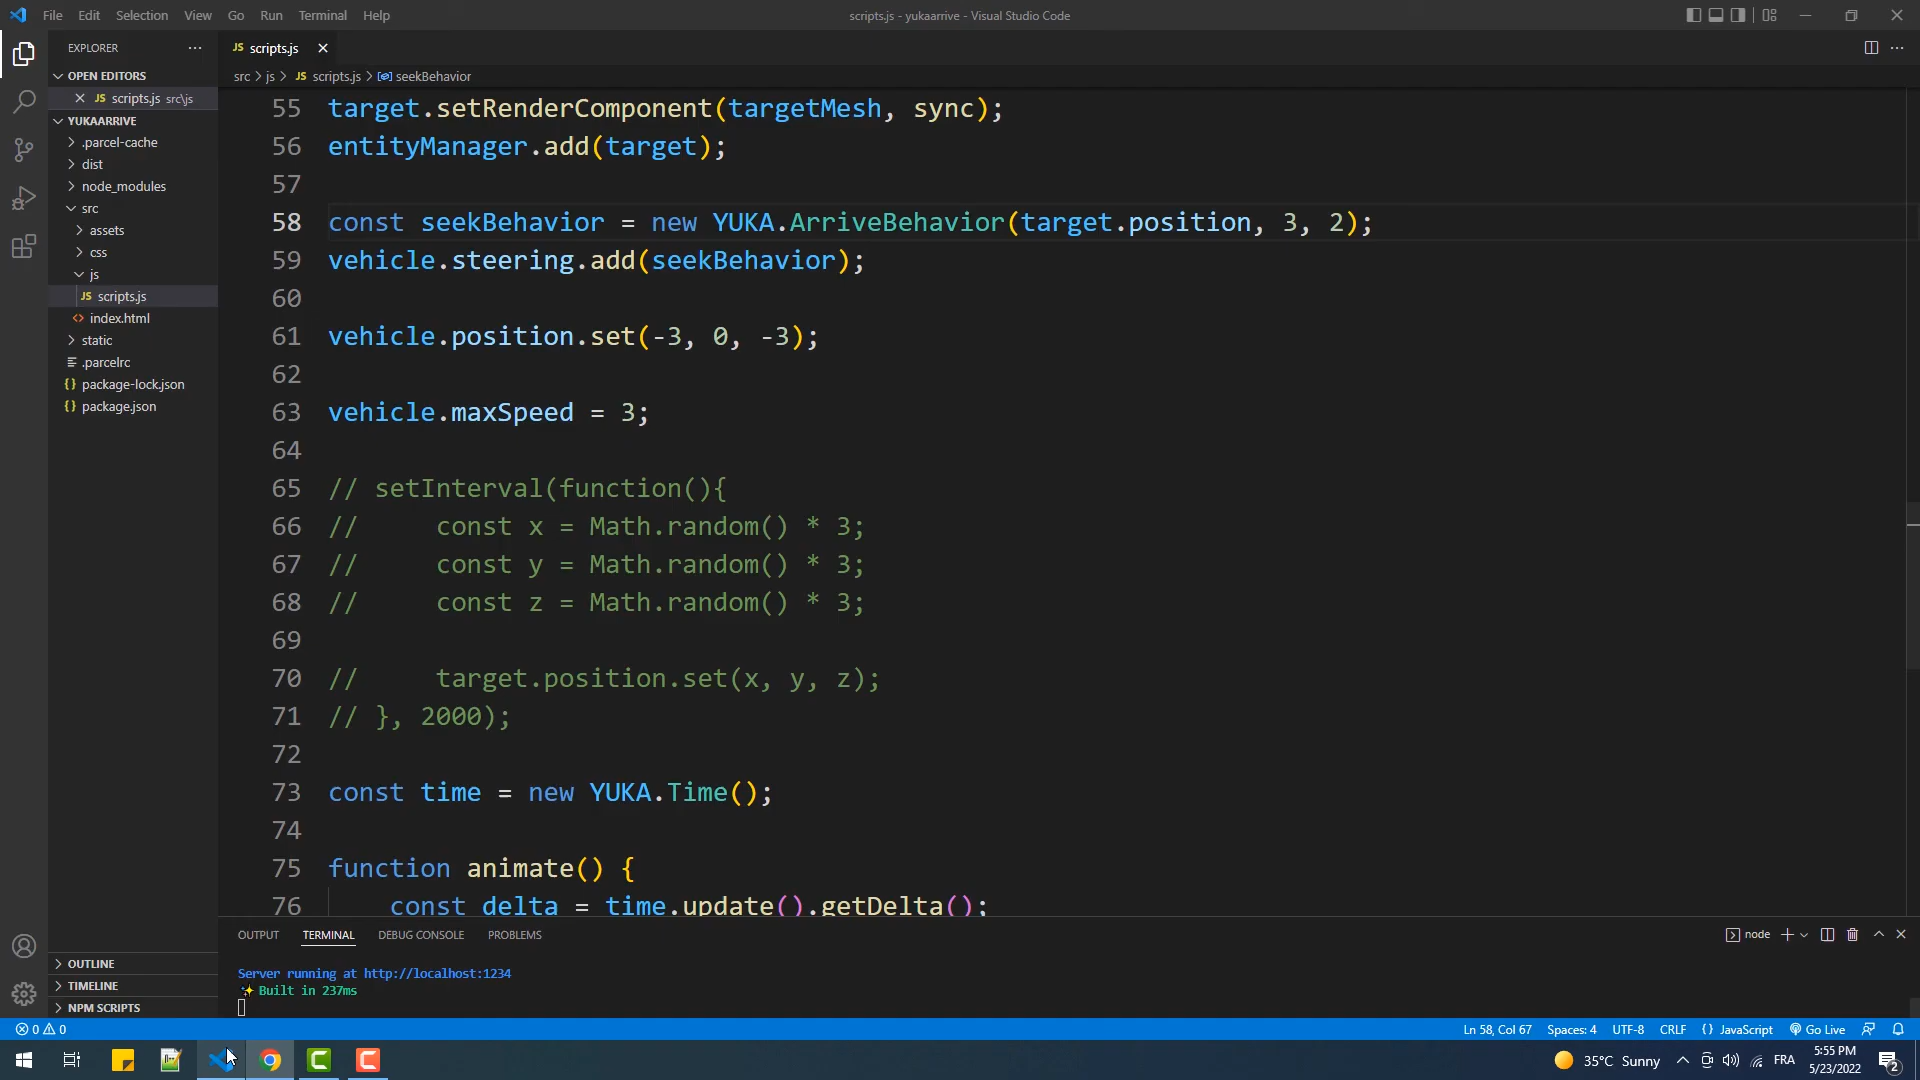 File Edit Selection View Go Run Terminal Help
scripts.js - yukaarrive - Visual Studio Code
EXPLORER
OPEN EDITORS
JS scripts.js src\js
YUKAARRIVE
.parcel-cache
dist
node_modules
src
assets
css
js
JS scripts.js
index.html
static
.parcelrc
package-lock.json
package.json
OUTLINE
TIMELINE
NPM SCRIPTS
JS scripts.js
src > js > JS scripts.js > seekBehavior
55 target.setRenderComponent(targetMesh, sync);
56 entityManager.add(target);
57
58 const seekBehavior = new YUKA.ArriveBehavior(target.position, 3, 2);
59 vehicle.steering.add(seekBehavior);
60
61 vehicle.position.set(-3, 0, -3);
62
63 vehicle.maxSpeed = 3;
64
65 // setInterval(function(){
66 //     const x = Math.random() * 3;
67 //     const y = Math.random() * 3;
68 //     const z = Math.random() * 3;
69
70 //     target.position.set(x, y, z);
71 // }, 2000);
72
73 const time = new YUKA.Time();
74
75 function animate() {
76     const delta = time.update().getDelta();
OUTPUT TERMINAL DEBUG CONSOLE PROBLEMS
node
Server running at http://localhost:1234
✨ Built in 237ms
0 0
Ln 58, Col 67 Spaces: 4 UTF-8 CRLF {} JavaScript Go Live
35°C Sunny
FRA
5:55 PM
5/23/2022
2